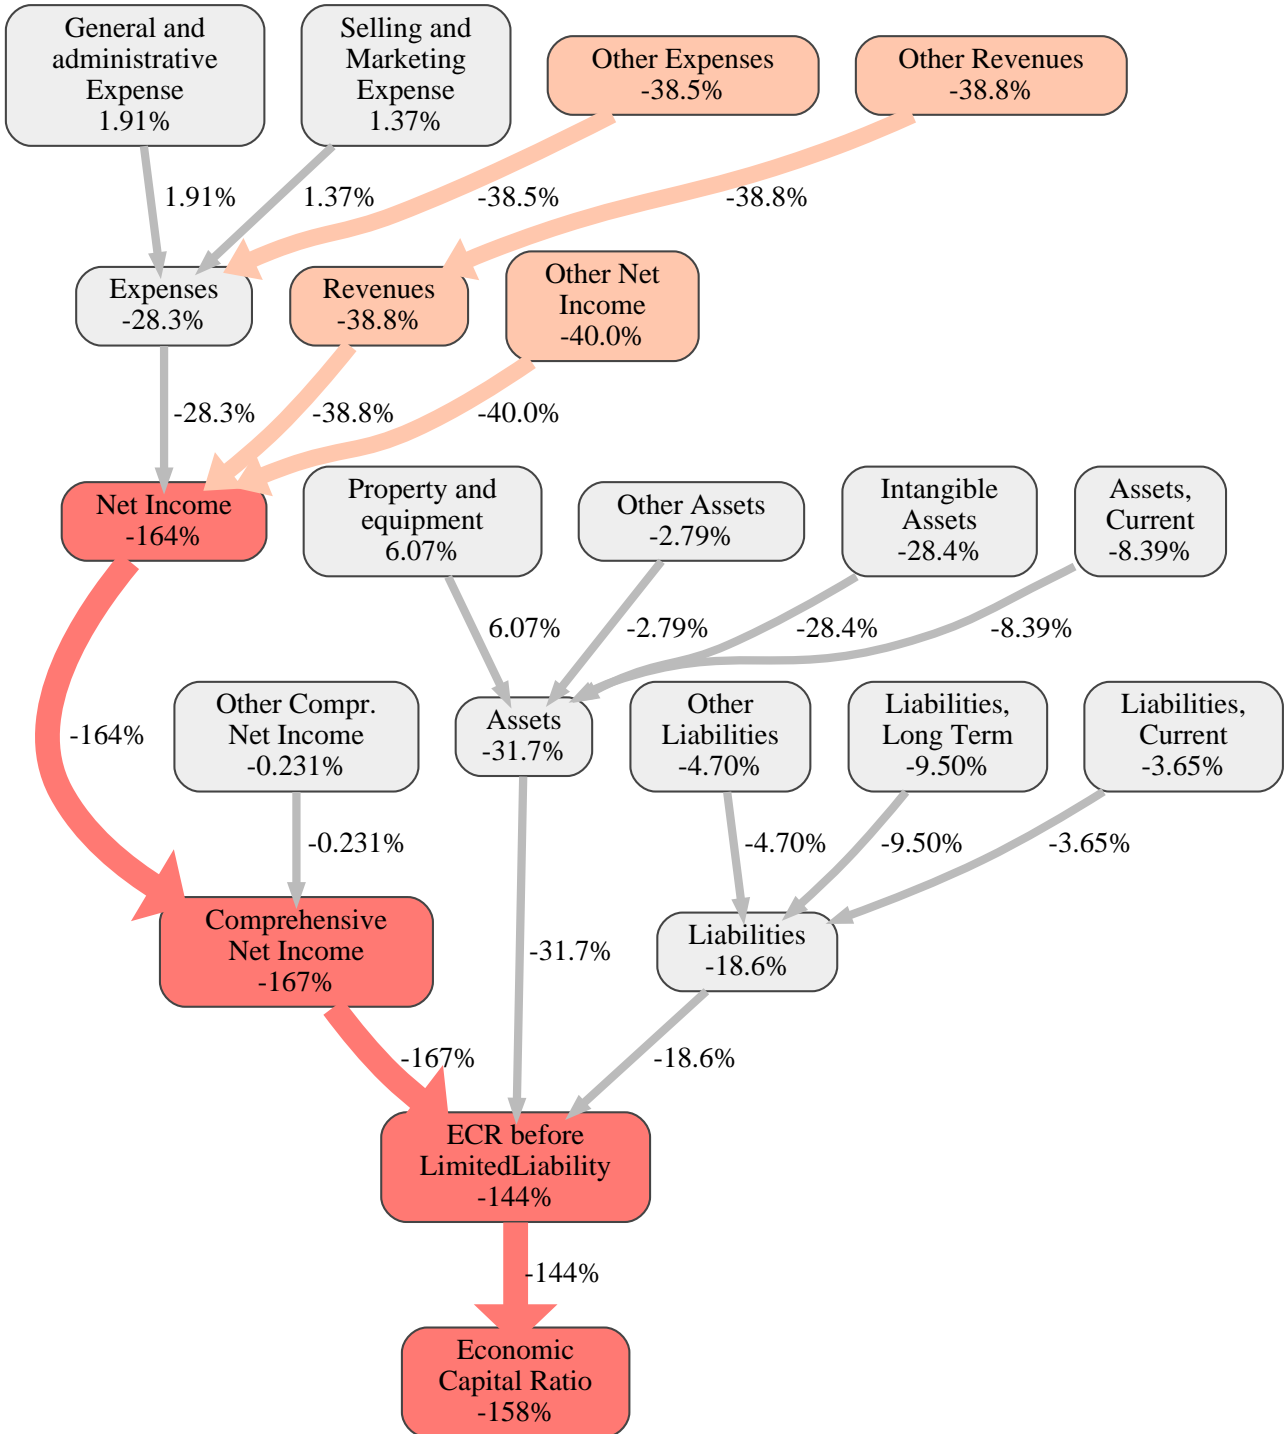 General and
administrative
Expense
1.91%
Selling and
Marketing
Expense
1.37%
Other Expenses
-38.5%
Other Revenues
-38.8%
1.91%
1.37%
-38.5%
-38.8%
Expenses
-28.3%
Revenues
-38.8%
Other Net
Income
-40.0%
-28.3%
-38.8%
-40.0%
Net Income
-164%
Property and
equipment
6.07%
Other Assets
-2.79%
Intangible
Assets
-28.4%
Assets,
Current
-8.39%
6.07%
-2.79%
-28.4%
-8.39%
-164%
Other Compr.
Net Income
-0.231%
Assets
-31.7%
Other
Liabilities
-4.70%
Liabilities,
Long Term
-9.50%
Liabilities,
Current
-3.65%
-0.231%
-4.70%
-9.50%
-3.65%
Comprehensive
Net Income
-167%
-31.7%
Liabilities
-18.6%
-167%
-18.6%
ECR before
LimitedLiability
-144%
-144%
Economic
Capital Ratio
-158%